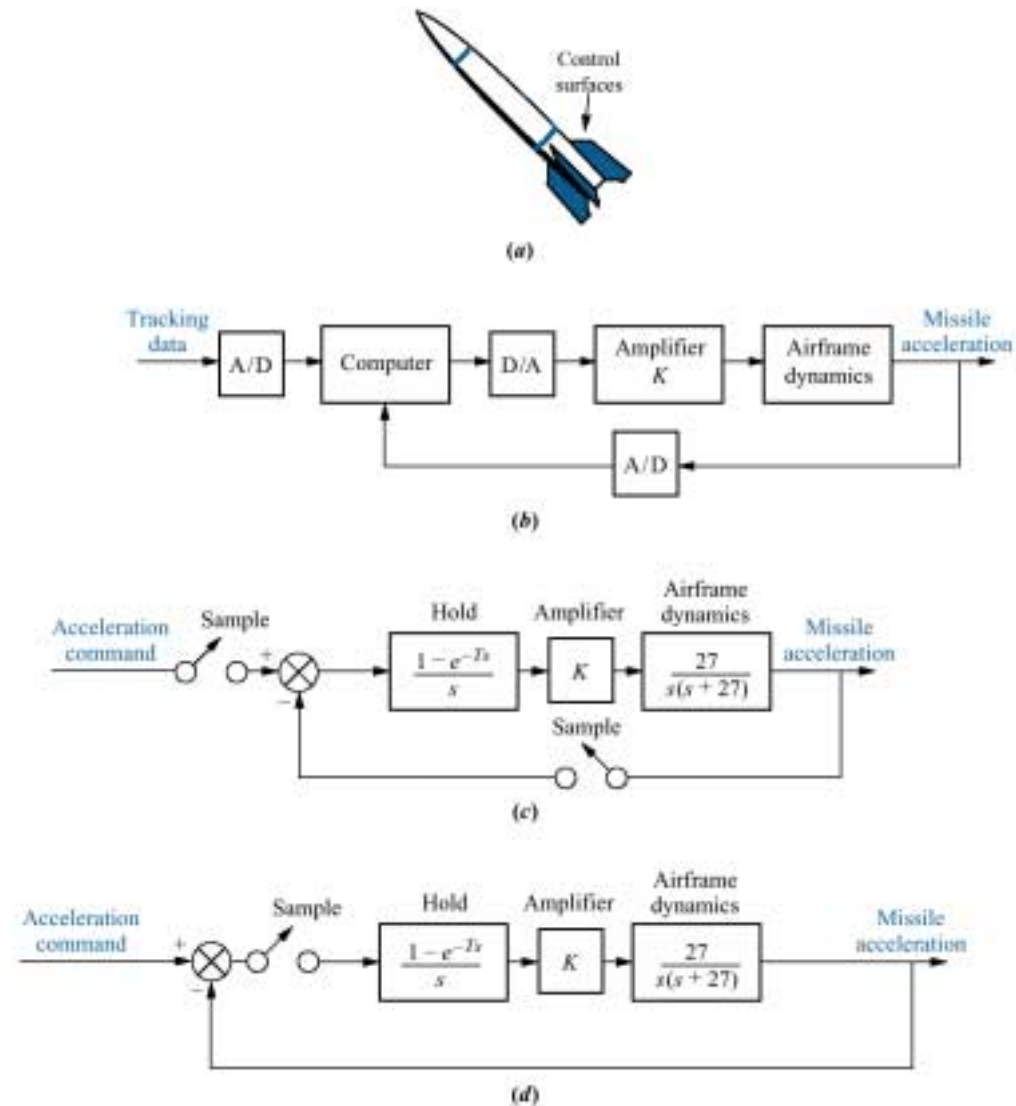 Control
surfaces
(a)
Tracking
data
A/D
Computer
D/A
Amplifier
K
Airframe
dynamics
Missile
acceleration
A/D
(b)
Acceleration
command
Sample
+
−
Hold
1 − e^{−Ts}
s
Amplifier
K
Airframe
dynamics
27
s(s + 27)
Missile
acceleration
Sample
(c)
Acceleration
command
+
−
Sample
Hold
1 − e^{−Ts}
s
Amplifier
K
Airframe
dynamics
27
s(s + 27)
Missile
acceleration
(d)